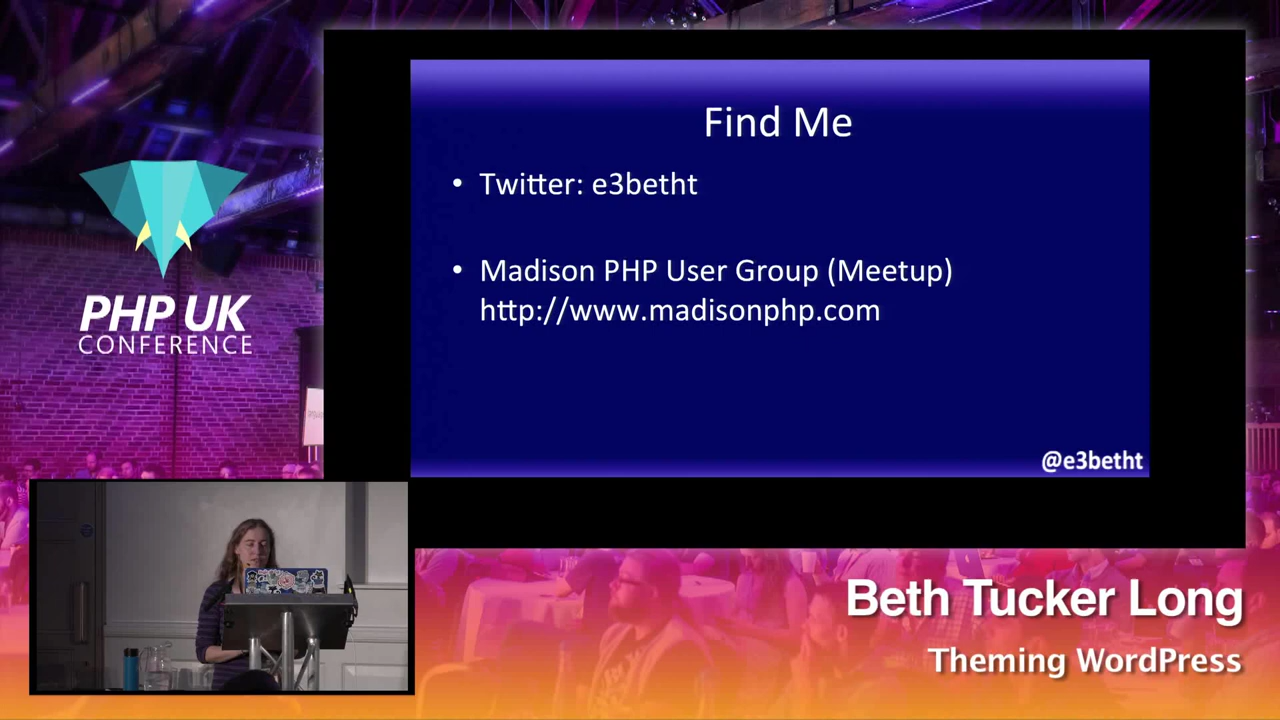 Find Me
• Twitter: e3betht
• Madison PHP User Group (Meetup)
http://www.madisonphp.com
@e3betht
PHP UK
CONFERENCE
Beth Tucker Long
Theming WordPress